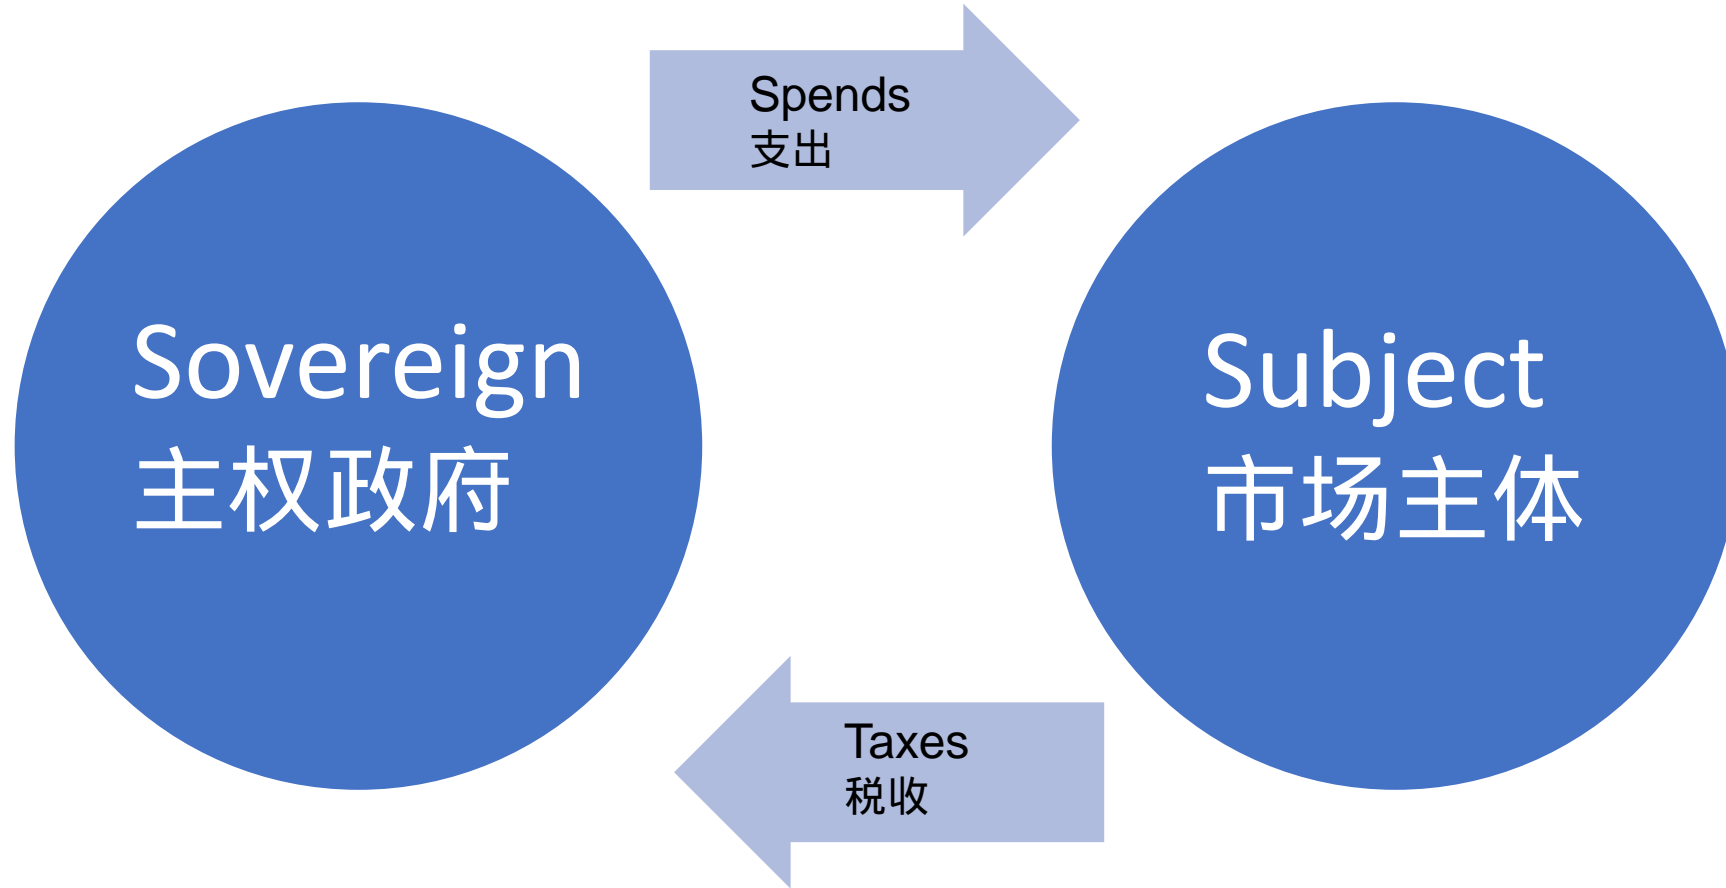 Spends
支出
Sovereign
主权政府
Subject
市场主体
Taxes
税收